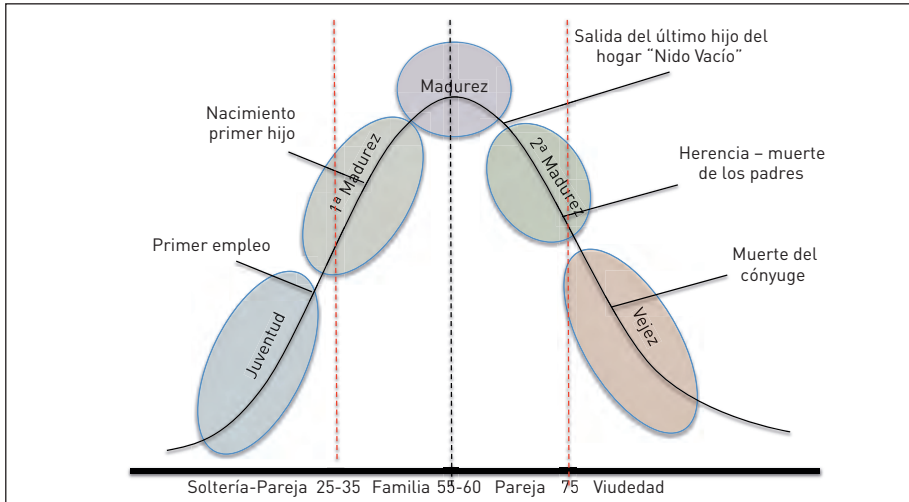 Salida del último hijo del
hogar “Nido Vacío”
Madurez
Nacimiento
primer hijo
1ª Madurez
2ª Madurez
Herencia – muerte
de los padres
Primer empleo
Muerte del
cónyuge
Juventud
Vejez
Soltería-Pareja 25-35 Familia 55-60 Pareja 75 Viudedad